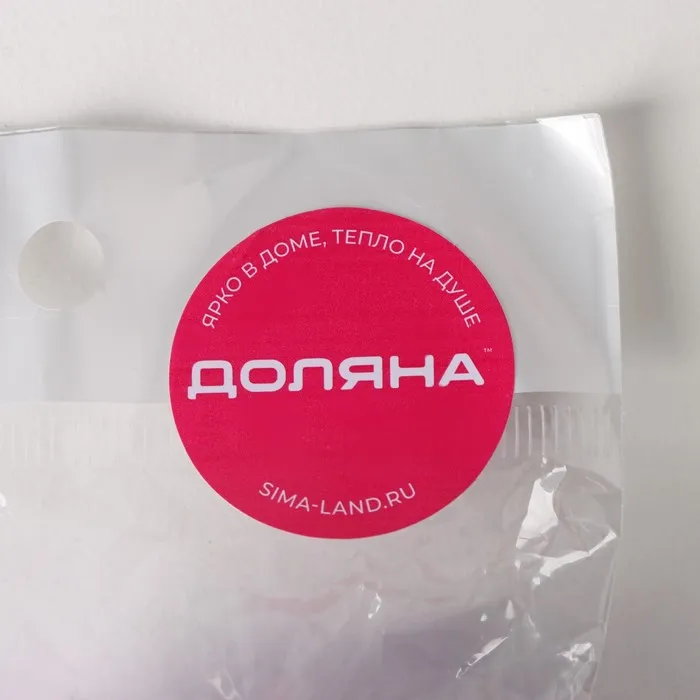 ЯРКО В ДОМЕ, ТЕПЛО НА ДУШЕ
ДОЛЯНА™
SIMA-LAND.RU